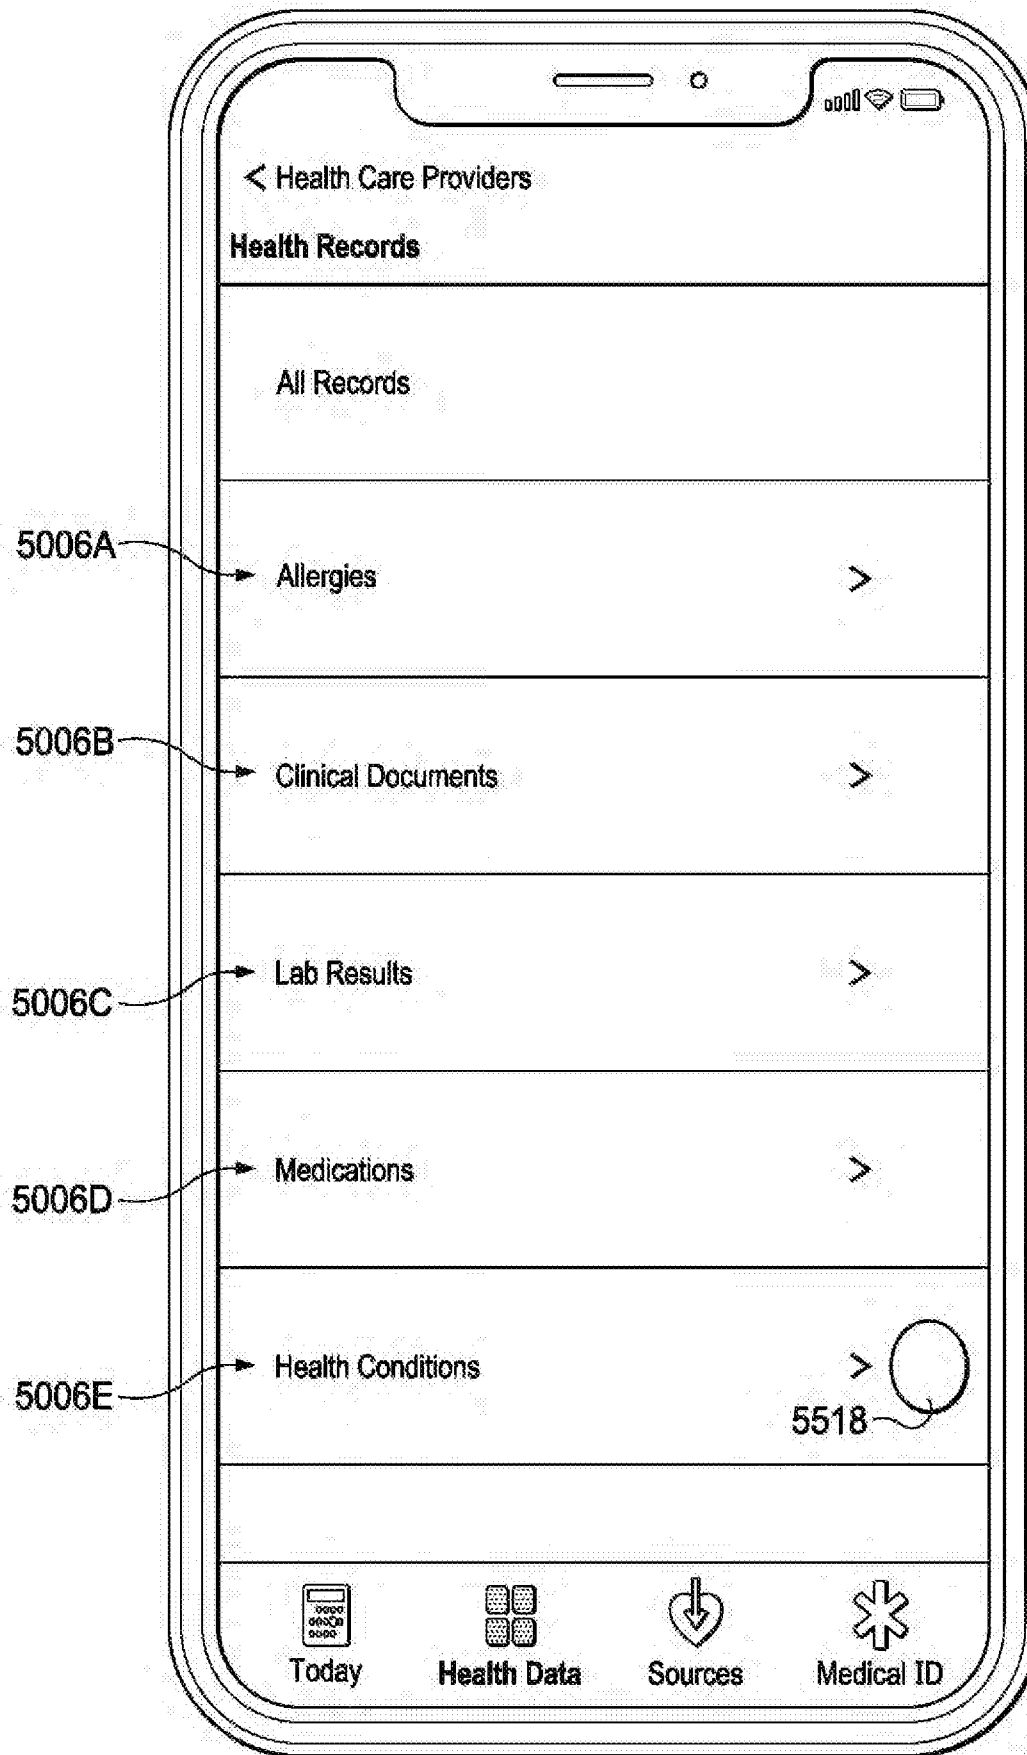 < Health Care Providers
Health Records
All Records
5006A
Allergies >
5006B
Clinical Documents >
Lab Results >
5006C
Medications >
5006D
Health Conditions >
5006E
5518
Today Health Data Sources Medical ID